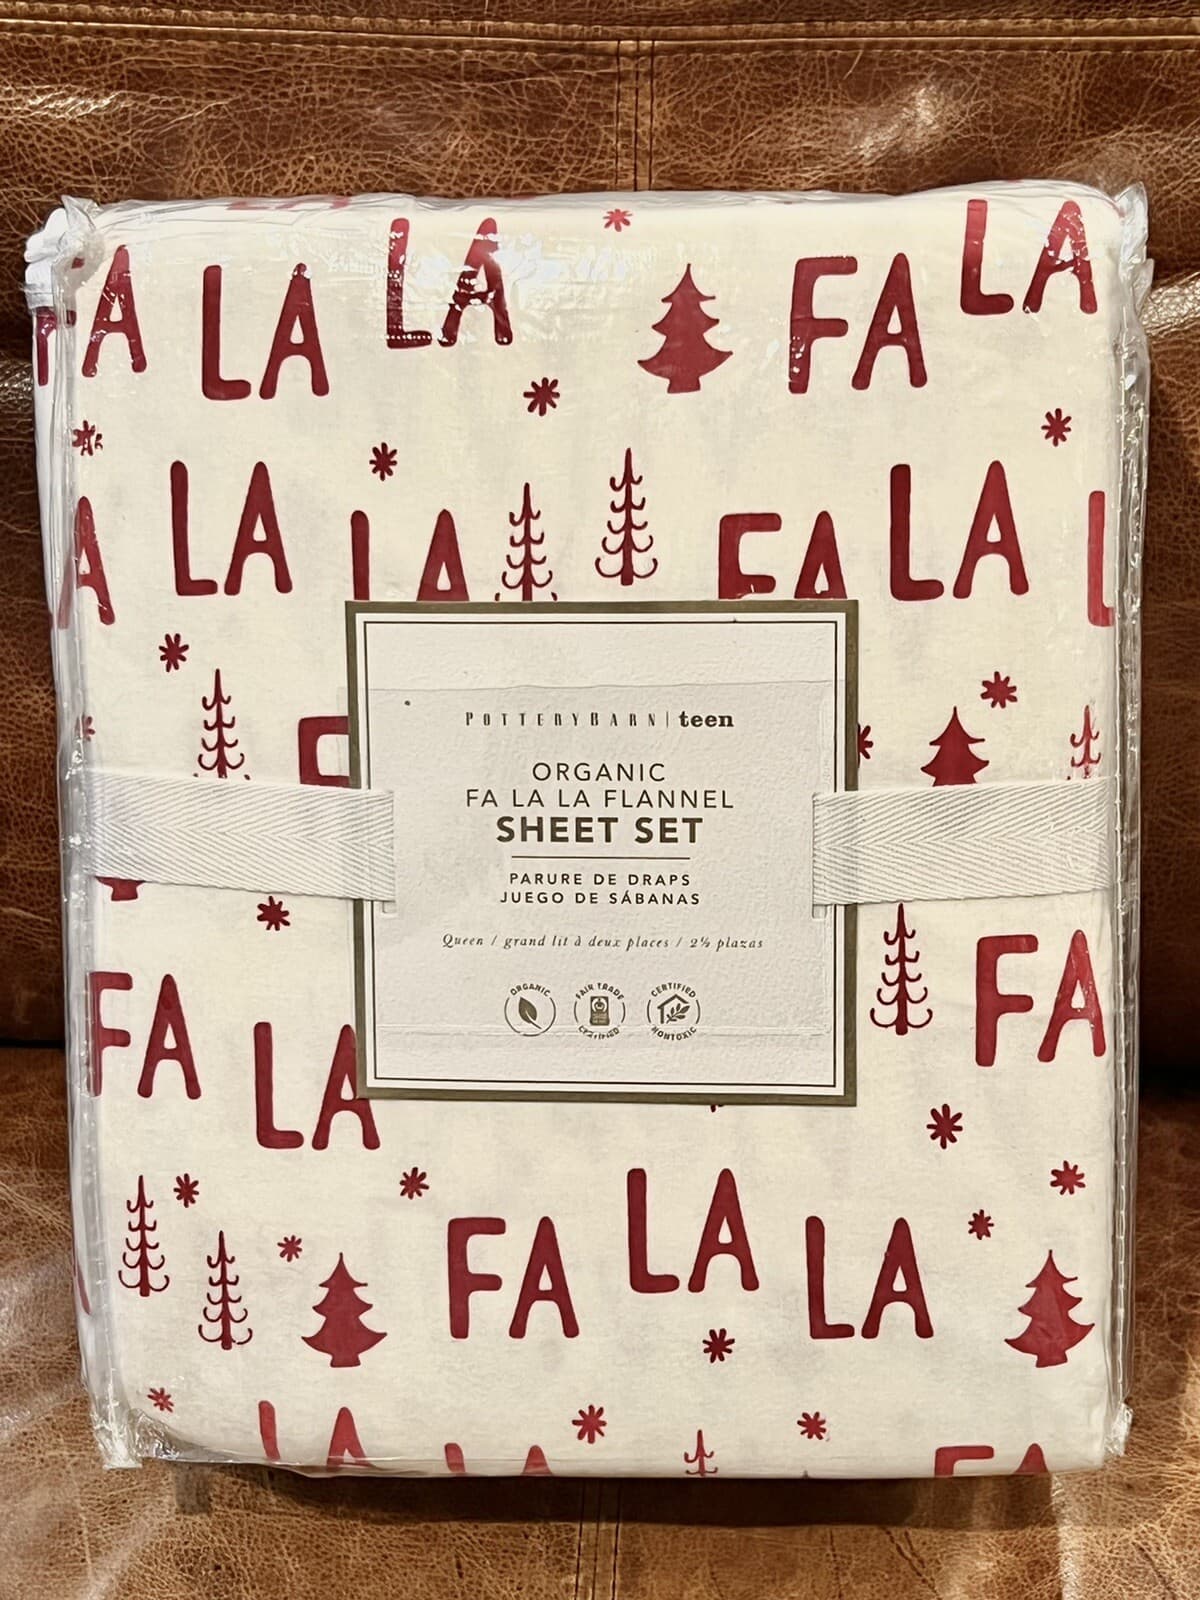 FA LA LA FA LA
LA LA FA LA L
POTTERYBARN | teen
ORGANIC
FA LA LA FLANNEL
SHEET SET
PARURE DE DRAPS
JUEGO DE SÁBANAS
Queen / grand lit à deux places / 2½ plazas
ORGANIC
FAIR TRADE
CERTIFIED
CERTIFIED
NONTOXIC
FA LA FA
FA LA LA
LA L FA